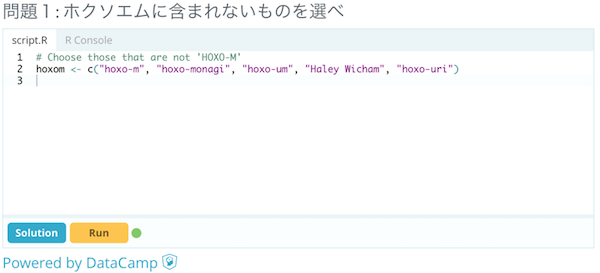 問題1:ホクソエムに含まれないものを選べ
script.R R Console
1 # Choose those that are not 'HOXO-M'
2 hoxom <- c("hoxo-m", "hoxo-monagi", "hoxo-um", "Haley Wicham", "hoxo-uri")
3
Solution Run
Powered by DataCamp